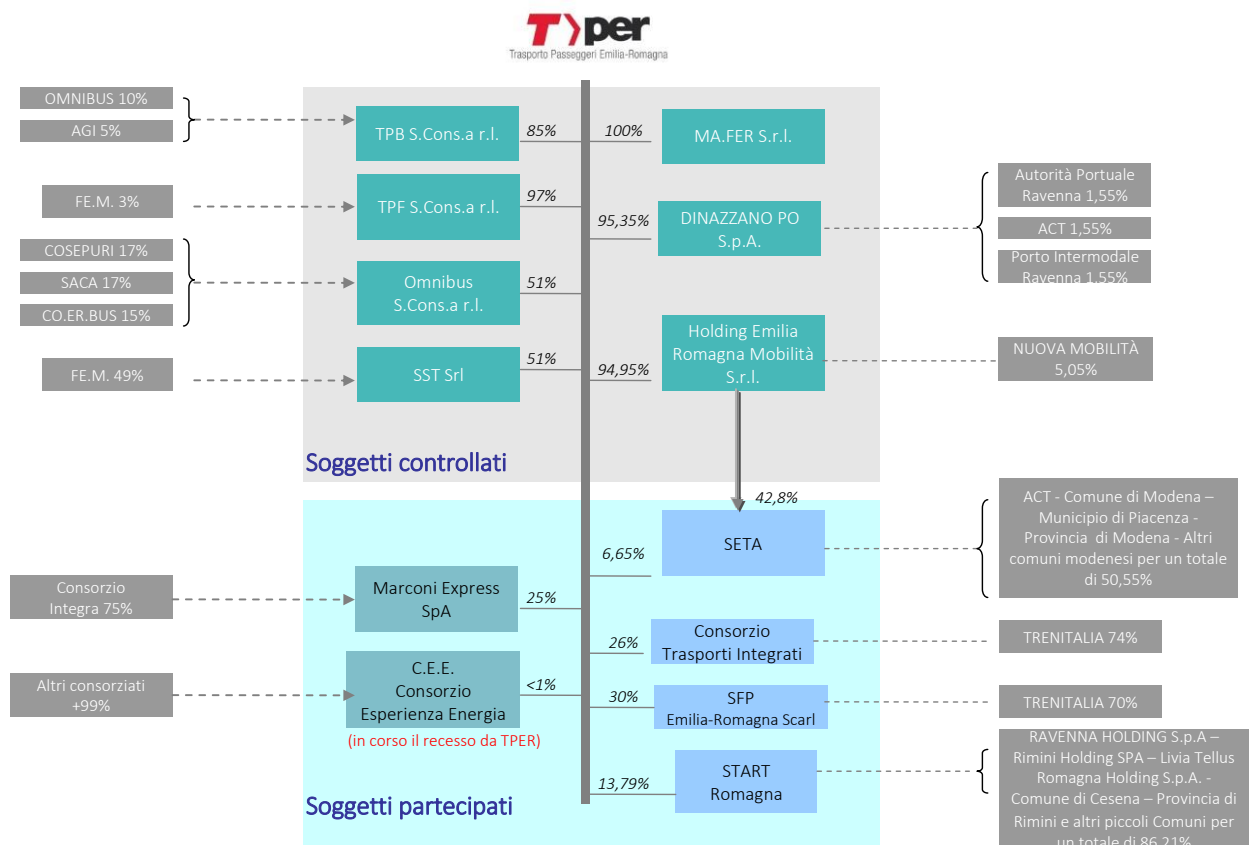 T>per
Trasporto Passeggeri Emilia-Romagna
OMNIBUS 10%
AGI 5%
TPB S.Cons.a r.l.
85%
100%
MA.FER S.r.l.
FE.M. 3%
TPF S.Cons.a r.l.
97%
95,35%
DINAZZANO PO
S.p.A.
Autorità Portuale
Ravenna 1,55%
ACT 1,55%
Porto Intermodale
Ravenna 1,55%
COSEPURI 17%
SACA 17%
CO.ER.BUS 15%
Omnibus
S.Cons.a r.l.
51%
FE.M. 49%
SST Srl
51%
94,95%
Holding Emilia
Romagna Mobilità
S.r.l.
NUOVA MOBILITÀ
5,05%
Soggetti controllati
42,8%
6,65%
SETA
ACT - Comune di Modena –
Municipio di Piacenza -
Provincia di Modena - Altri
comuni modenesi per un totale
di 50,55%
Consorzio
Integra 75%
Marconi Express
SpA
25%
26%
Consorzio
Trasporti Integrati
TRENITALIA 74%
Altri consorziati
+99%
C.E.E.
Consorzio
Esperienza Energia
<1%
(in corso il recesso da TPER)
30%
SFP
Emilia-Romagna Scarl
TRENITALIA 70%
13,79%
START
Romagna
RAVENNA HOLDING S.p.A –
Rimini Holding SPA – Livia Tellus
Romagna Holding S.p.A. -
Comune di Cesena – Provincia di
Rimini e altri piccoli Comuni per
un totale di 86,21%
Soggetti partecipati